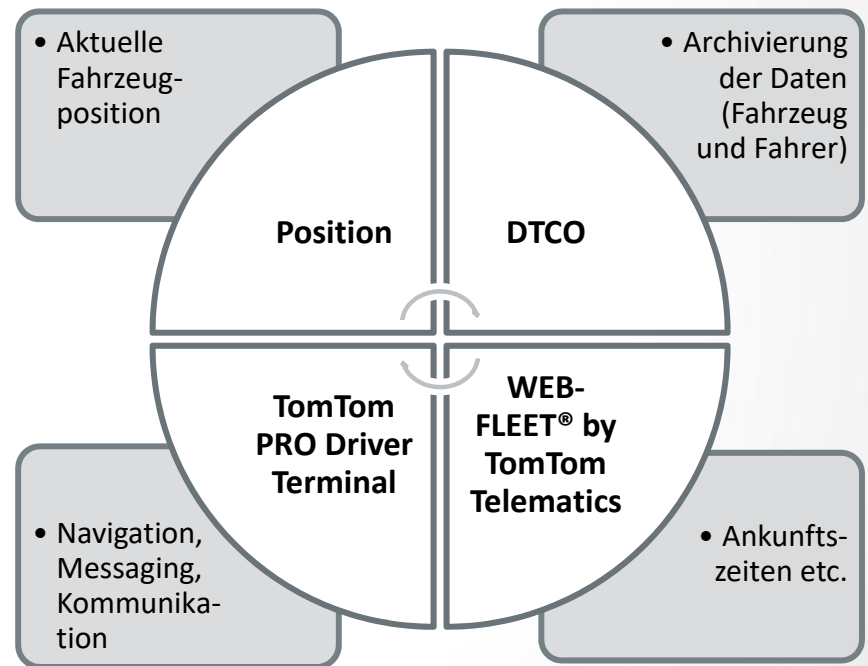 • Aktuelle
Fahrzeug-
position
• Archivierung
der Daten
(Fahrzeug
und Fahrer)
Position
DTCO
TomTom
PRO Driver
Terminal
WEB-
FLEET® by
TomTom
Telematics
• Navigation,
Messaging,
Kommunika-
tion
• Ankunfts-
zeiten etc.